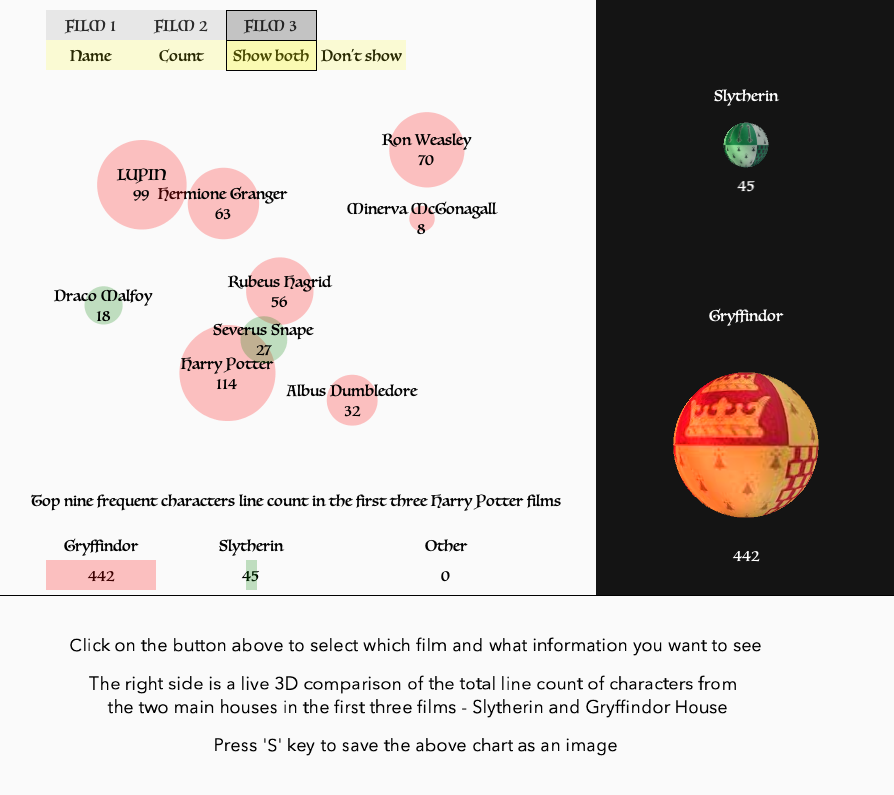 FILM 1 FILM 2 FILM 3
Name Count Show both Don't show
Ron Weasley
70
LUPIN
99
Hermione Granger
63
Minerva McGonagall
8
Rubeus Hagrid
56
Draco Malfoy
18
Severus Snape
27
Harry Potter
114
Albus Dumbledore
32
Top nine frequent characters line count in the first three Harry Potter films
Gryffindor Slytherin Other
442 45 0
Slytherin
45
Gryffindor
442
Click on the button above to select which film and what information you want to see
The right side is a live 3D comparison of the total line count of characters from
the two main houses in the first three films - Slytherin and Gryffindor House
Press 'S' key to save the above chart as an image